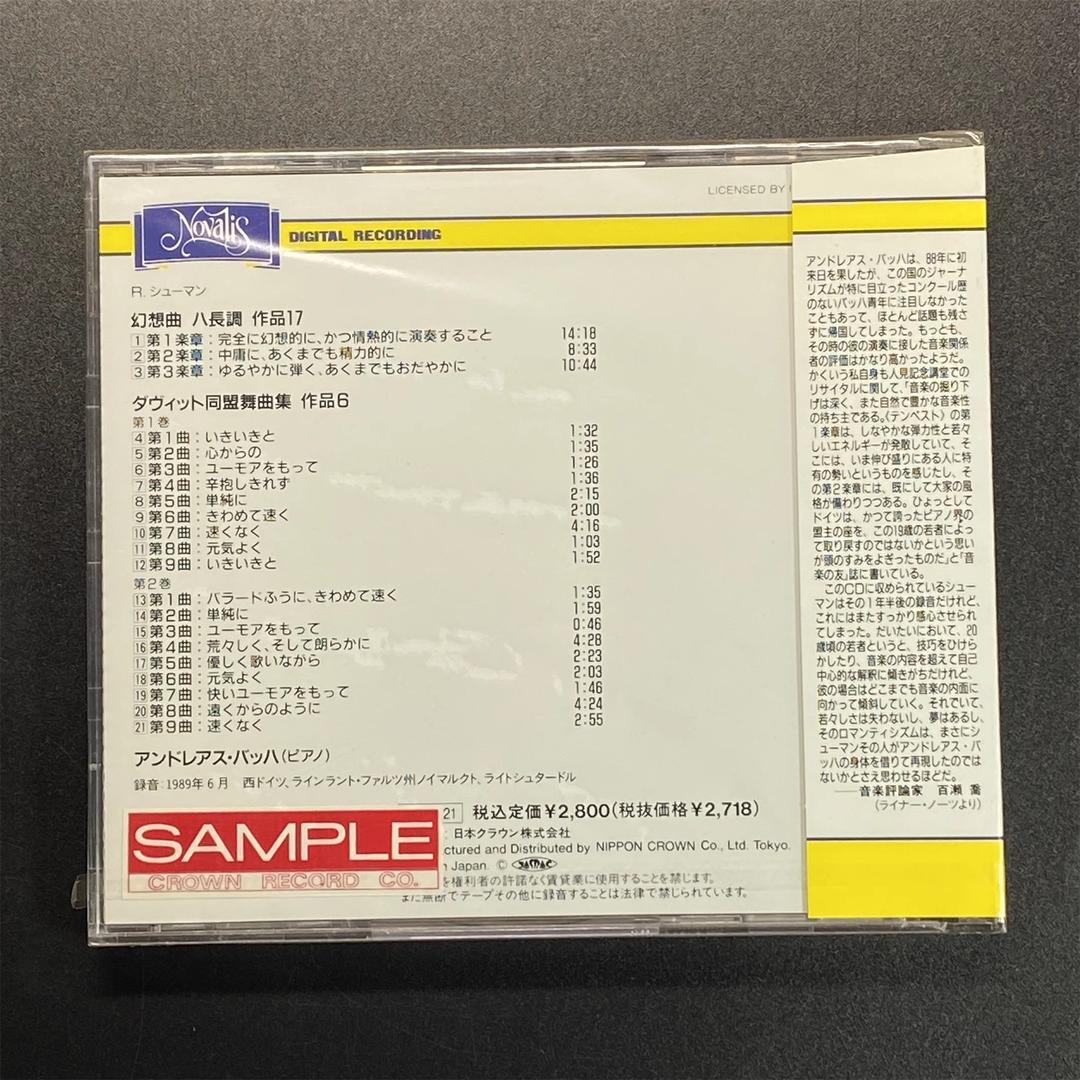 LICENSED BY
Novalis
DIGITAL RECORDING
R. シューマン
幻想曲 ハ長調 作品17
1 第1楽章：完全に幻想的に、かつ情熱的に演奏すること 14:18
2 第2楽章：中庸に、あくまでも精力的に 8:33
3 第3楽章：ゆるやかに弾く、あくまでもおだやかに 10:44
ダヴィット同盟舞曲集 作品6
第1巻
4 第1曲：いきいきと 1:32
5 第2曲：心からの 1:35
6 第3曲：ユーモアをもって 1:26
7 第4曲：辛抱しきれず 1:36
8 第5曲：単純に 2:15
9 第6曲：きわめて速く 2:00
10 第7曲：速くなく 4:16
11 第8曲：元気よく 1:03
12 第9曲：いきいきと 1:52
第2巻
13 第1曲：バラードふうに、きわめて速く 1:35
14 第2曲：単純に 1:59
15 第3曲：ユーモアをもって 0:46
16 第4曲：荒々しく、そして朗らかに 4:28
17 第5曲：優しく歌いながら 2:23
18 第6曲：元気よく 2:03
19 第7曲：快いユーモアをもって 1:46
20 第8曲：遠くからのように 4:24
21 第9曲：速くなく 2:55
アンドレアス・バッハ（ピアノ）
録音：1989年6月 西ドイツ、ラインラント・ファルツ州ノイマルクト、ライトシュタードル
21 税込定価¥2,800（税抜価格¥2,718）
：日本クラウン株式会社
ctured and Distributed by NIPPON CROWN Co., Ltd. Tokyo.
n Japan. © JASRAC
を権利者の許諾なく賃貸業に使用することを禁じます。
また無断でテープその他に録音することは法律で禁じられています。
SAMPLE
CROWN RECORD CO.
アンドレアス・バッハは、88年に初
来日を果したが、この国のジャーナ
リズムが特に目立ったコンクール歴
のないバッハ青年に注目しなかった
こともあって、ほとんど話題も残さ
ずに帰国してしまった。もっとも、
その時の彼の演奏に接した音楽関係
者の評価はかなり高かったようだ。
かくいう私自身も人見記念講堂での
リサイタルに関して、「音楽の掘り下
げは深く、また自然で豊かな音楽性
の持ち主である。〈テンペスト〉の第
1楽章は、しなやかな弾力性と若々
しいエネルギーが発散していて、そ
こには、いま伸び盛りにある人に特
有の勢いというものを感じたし、そ
の第2楽章には、既にして大家の風
格が備わりつつある。ひょっとして
ドイツは、かつて誇ったピアノ界の
盟主の座を、この19歳の若者によっ
て取り戻すのではないかという思い
が頭のすみをよぎったものだ」と「音
楽の友」誌に書いている。
このCDに収められているシュー
マンはその1年半後の録音だけれど、
これにはまたすっかり感心させられ
てしまった。だいたいにおいて、20
歳頃の若者というと、技巧をひけら
かしたり、音楽の内容を超えて自己
中心的な解釈に傾きがちだけれど、
彼の場合はどこまでも音楽の内面に
向かって傾斜していく。それでいて、
若々しさは失わないし、夢はあるし、
そのロマンティシズムは、まさにシ
ューマンその人がアンドレアス・バ
ッハの身体を借りて再現したのでは
ないかとさえ思わせるほどだ。
――音楽評論家 百瀬 喬
（ライナー・ノーツより）